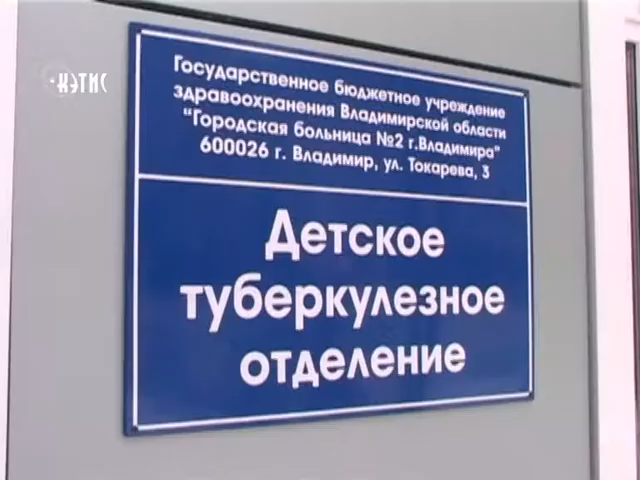 КЭТИС
Государственное бюджетное учреждение
здравоохранения Владимирской области
"Городская больница №2 г.Владимира"
600026 г. Владимир, ул. Токарева, 3
Детское
туберкулезное
отделение